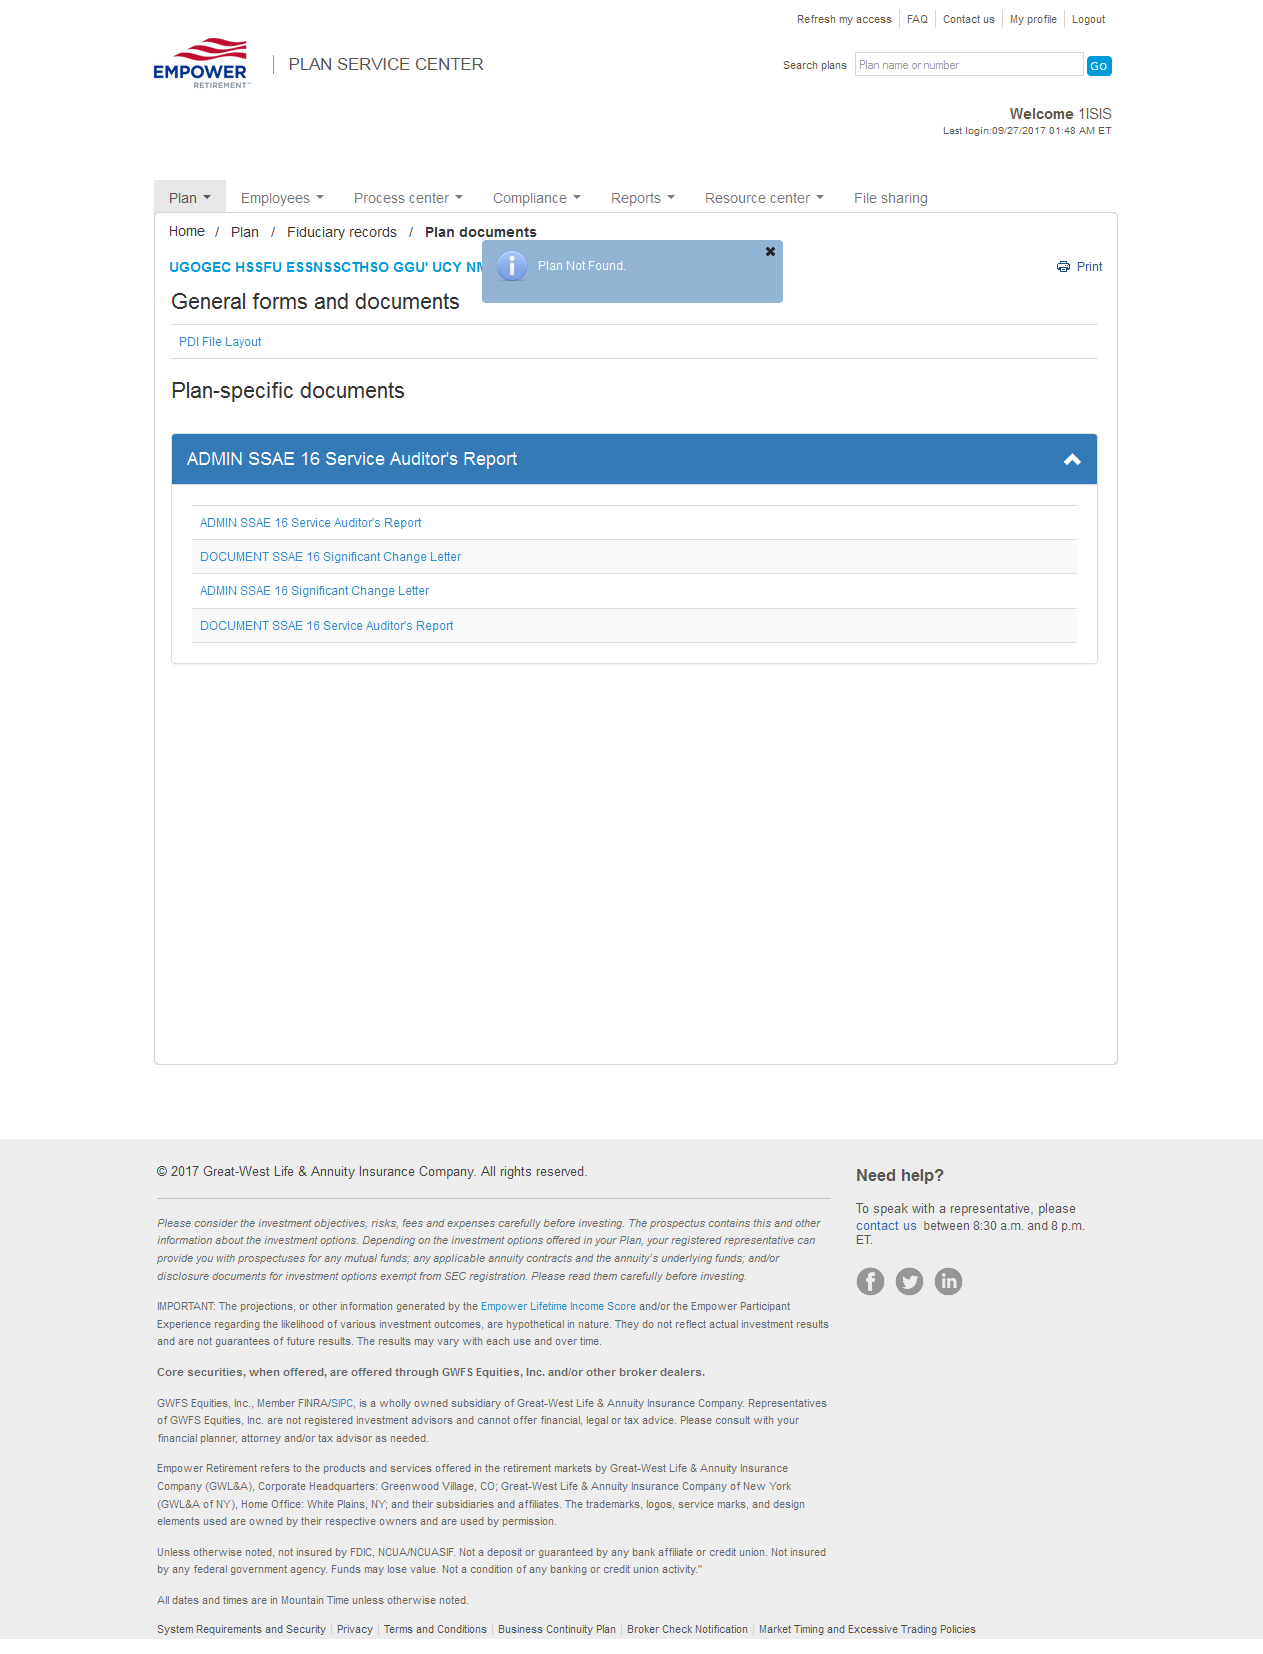 Refresh my access FAQ Contact us My profile Logout
EMPOWER
RETIREMENT™
PLAN SERVICE CENTER
Search plans Plan name or number Go
Welcome 1ISIS
Last login:09/27/2017 01:48 AM ET
Plan Employees Process center Compliance Reports Resource center File sharing
Home / Plan / Fiduciary records / Plan documents
UGOGEC HSSFU ESSNSSCTHSO GGU' UCY
Plan Not Found.
Print
General forms and documents
PDI File Layout
Plan-specific documents
ADMIN SSAE 16 Service Auditor's Report
ADMIN SSAE 16 Service Auditor's Report
DOCUMENT SSAE 16 Significant Change Letter
ADMIN SSAE 16 Significant Change Letter
DOCUMENT SSAE 16 Service Auditor's Report
© 2017 Great-West Life & Annuity Insurance Company. All rights reserved.
Please consider the investment objectives, risks, fees and expenses carefully before investing. The prospectus contains this and other
information about the investment options. Depending on the investment options offered in your Plan, your registered representative can
provide you with prospectuses for any mutual funds; any applicable annuity contracts and the annuity's underlying funds; and/or
disclosure documents for investment options exempt from SEC registration. Please read them carefully before investing.
IMPORTANT: The projections, or other information generated by the Empower Lifetime Income Score and/or the Empower Participant
Experience regarding the likelihood of various investment outcomes, are hypothetical in nature. They do not reflect actual investment results
and are not guarantees of future results. The results may vary with each use and over time.
Core securities, when offered, are offered through GWFS Equities, Inc. and/or other broker dealers.
GWFS Equities, Inc., Member FINRA/SIPC, is a wholly owned subsidiary of Great-West Life & Annuity Insurance Company. Representatives
of GWFS Equities, Inc. are not registered investment advisors and cannot offer financial, legal or tax advice. Please consult with your
financial planner, attorney and/or tax advisor as needed.
Empower Retirement refers to the products and services offered in the retirement markets by Great-West Life & Annuity Insurance
Company (GWL&A), Corporate Headquarters: Greenwood Village, CO; Great-West Life & Annuity Insurance Company of New York
(GWL&A of NY), Home Office: White Plains, NY; and their subsidiaries and affiliates. The trademarks, logos, service marks, and design
elements used are owned by their respective owners and are used by permission.
Unless otherwise noted, not insured by FDIC, NCUA/NCUASIF. Not a deposit or guaranteed by any bank affiliate or credit union. Not insured
by any federal government agency. Funds may lose value. Not a condition of any banking or credit union activity."
All dates and times are in Mountain Time unless otherwise noted.
System Requirements and Security Privacy Terms and Conditions Business Continuity Plan Broker Check Notification Market Timing and Excessive Trading Policies
Need help?
To speak with a representative, please
contact us between 8:30 a.m. and 8 p.m.
ET.